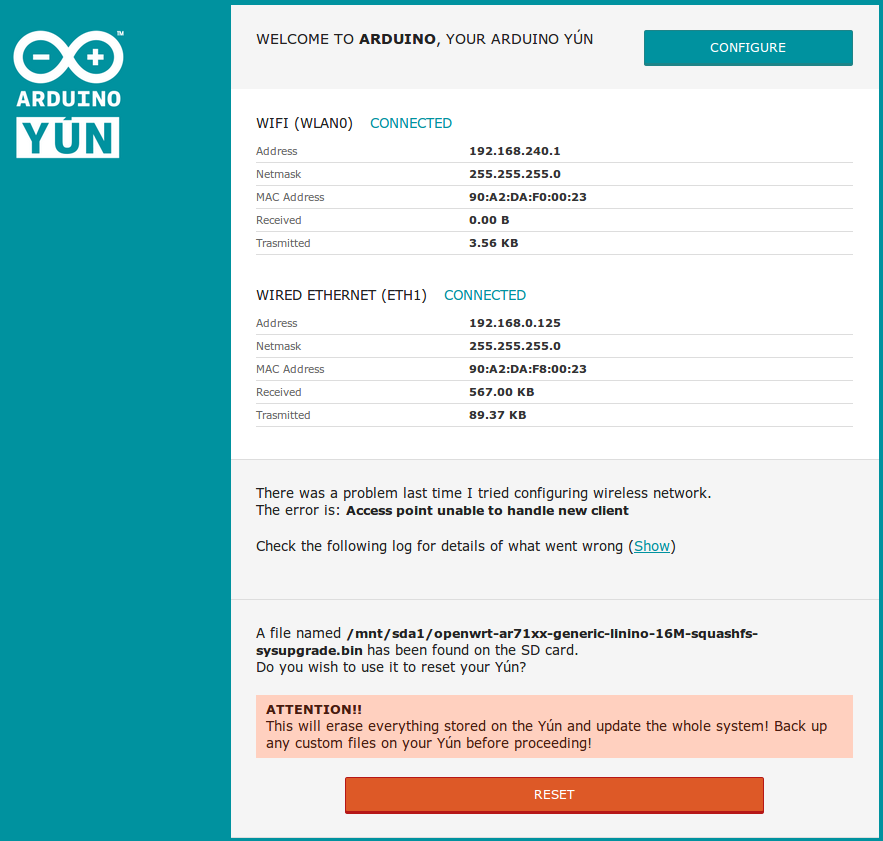 ARDUINO
YÚN
WELCOME TO ARDUINO, YOUR ARDUINO YÚN
CONFIGURE
WIFI (WLAN0) CONNECTED
Address 192.168.240.1
Netmask 255.255.255.0
MAC Address 90:A2:DA:F0:00:23
Received 0.00 B
Trasmitted 3.56 KB
WIRED ETHERNET (ETH1) CONNECTED
Address 192.168.0.125
Netmask 255.255.255.0
MAC Address 90:A2:DA:F8:00:23
Received 567.00 KB
Trasmitted 89.37 KB
There was a problem last time I tried configuring wireless network.
The error is: Access point unable to handle new client
Check the following log for details of what went wrong (Show)
A file named /mnt/sda1/openwrt-ar71xx-generic-linino-16M-squashfs-
sysupgrade.bin has been found on the SD card.
Do you wish to use it to reset your Yún?
ATTENTION!!
This will erase everything stored on the Yún and update the whole system! Back up
any custom files on your Yún before proceeding!
RESET